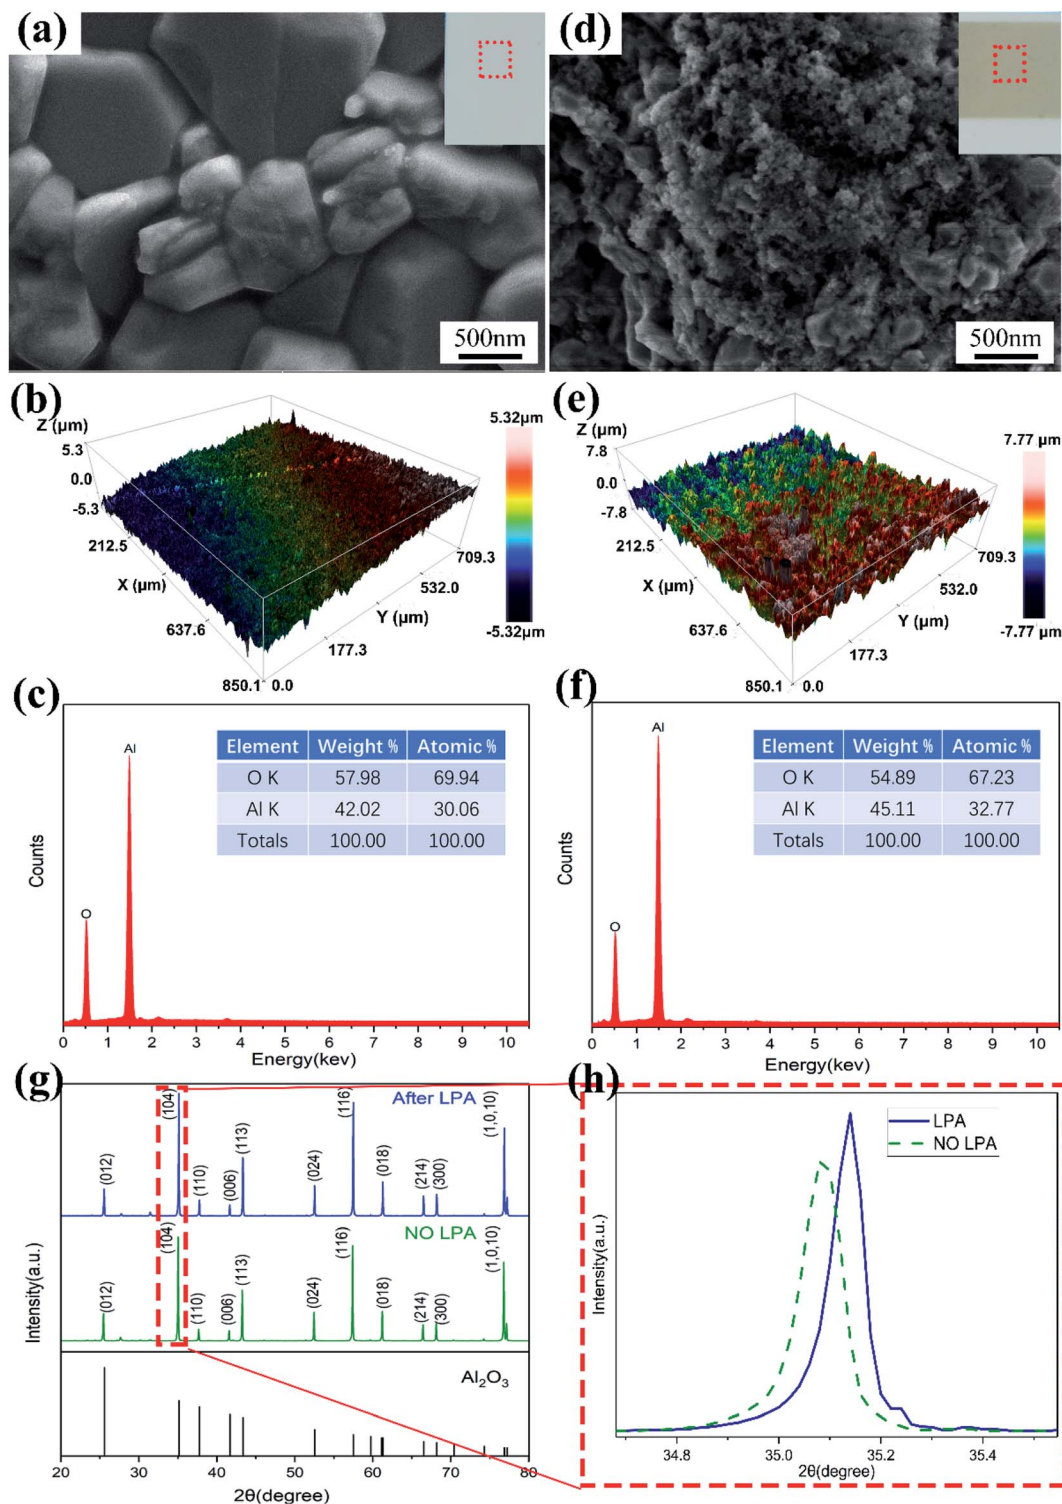 (a)
500nm
(d)
500nm
(b)
Z (µm)
5.3
0.0
-5.3
212.5
X (µm)
637.6
850.1
0.0
177.3
Y (µm)
532.0
709.3
5.32µm
-5.32µm
(e)
Z (µm)
7.8
0.0
-7.8
212.5
X (µm)
637.6
850.1
0.0
177.3
Y (µm)
532.0
709.3
7.77 µm
-7.77 µm
(c)
Counts
O
Al
Element Weight % Atomic %
O K 57.98 69.94
Al K 42.02 30.06
Totals 100.00 100.00
0 1 2 3 4 5 6 7 8 9 10
Energy(kev)
(f)
Counts
O
Al
Element Weight % Atomic %
O K 54.89 67.23
Al K 45.11 32.77
Totals 100.00 100.00
0 1 2 3 4 5 6 7 8 9 10
Energy(kev)
(g)
Intensity(a.u.)
After LPA
(012) (104) (110) (006) (113) (024) (116) (018) (214) (300) (1,0,10)
NO LPA
(012) (104) (110) (006) (113) (024) (116) (018) (214) (300) (1,0,10)
Al₂O₃
20 30 40 50 60 70 80
2θ(degree)
(h)
Intensity(a.u.)
LPA
NO LPA
34.8 35.0 35.2 35.4
2θ(degree)